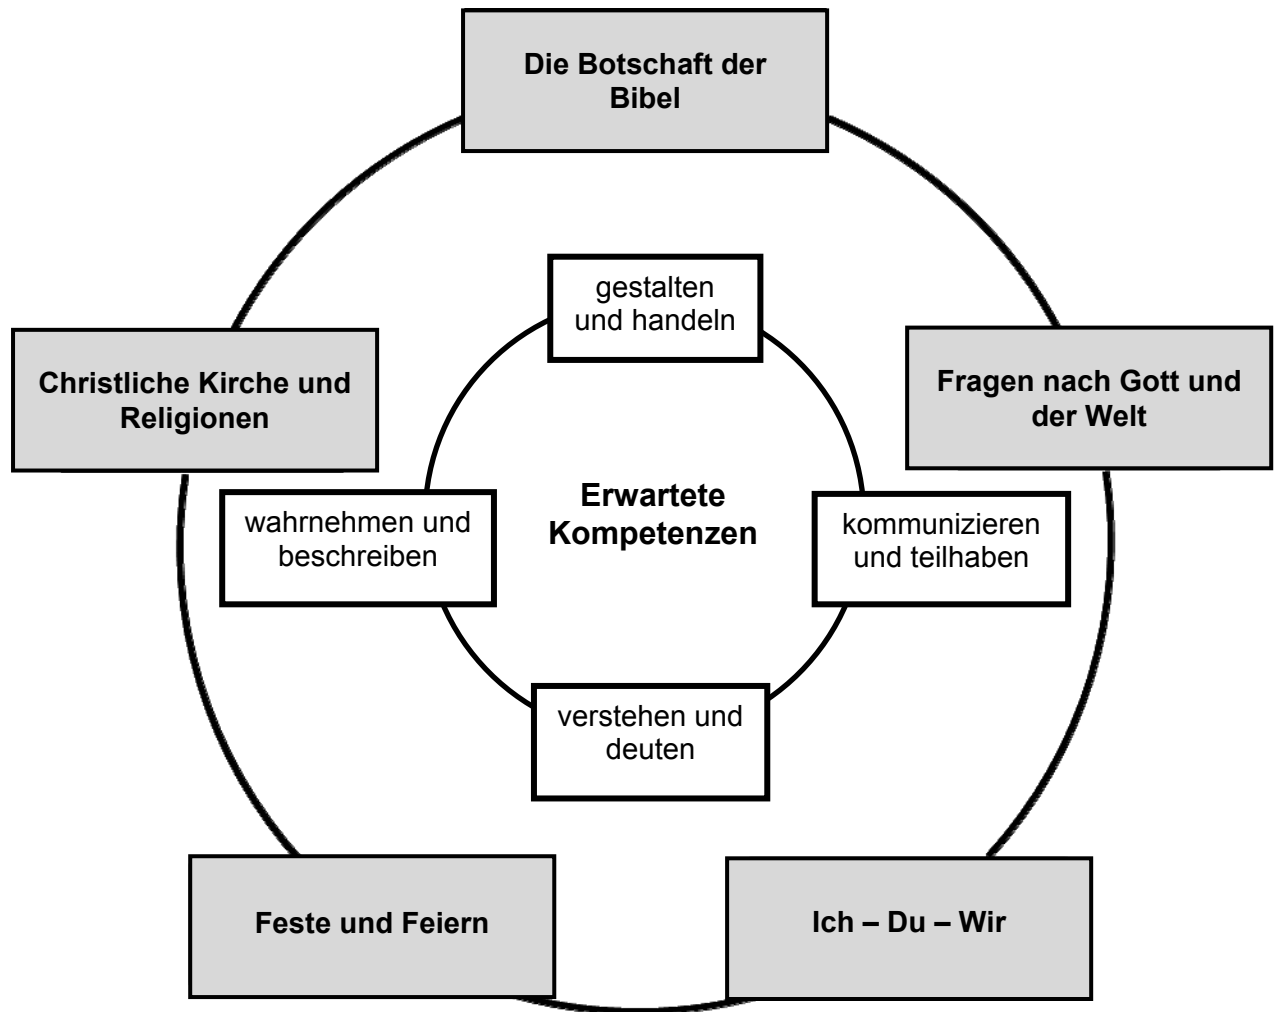 Die Botschaft der
Bibel
gestalten
und handeln
Christliche Kirche und
Religionen
Fragen nach Gott und
der Welt
Erwartete
Kompetenzen
wahrnehmen und
beschreiben
kommunizieren
und teilhaben
verstehen und
deuten
Feste und Feiern
Ich – Du – Wir